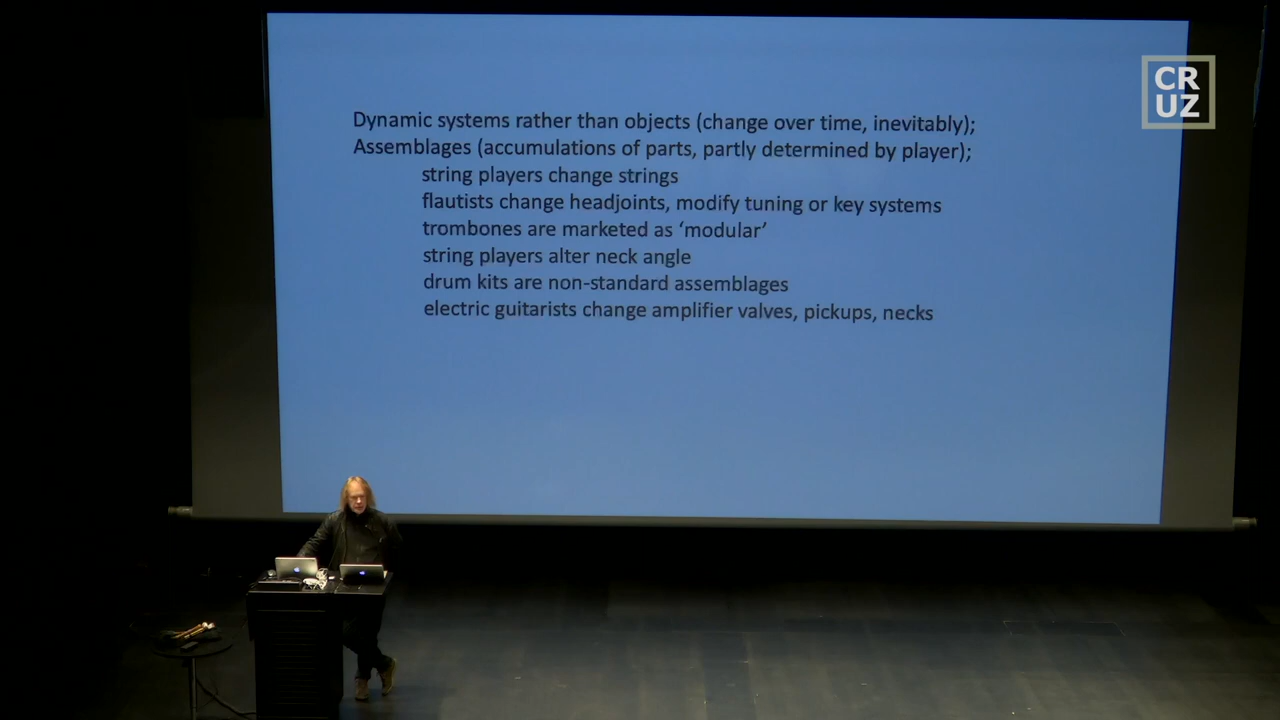 Dynamic systems rather than objects (change over time, inevitably);
Assemblages (accumulations of parts, partly determined by player);
string players change strings
flautists change headjoints, modify tuning or key systems
trombones are marketed as ‘modular’
string players alter neck angle
drum kits are non-standard assemblages
electric guitarists change amplifier valves, pickups, necks
CR
UZ